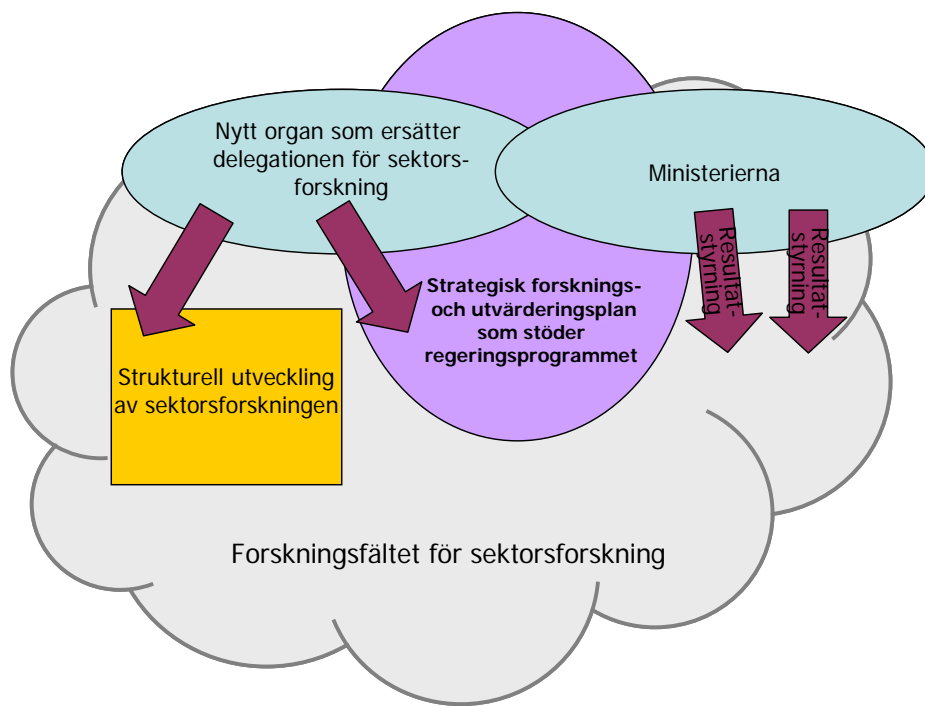 Nytt organ som ersätter
delegationen för sektors-
forskning
Ministerierna
Resultat-
styrning
Resultat-
styrning
Strategisk forsknings-
och utvärderingsplan
som stöder
regeringsprogrammet
Strukturell utveckling
av sektorsforskningen
Forskningsfältet för sektorsforskning